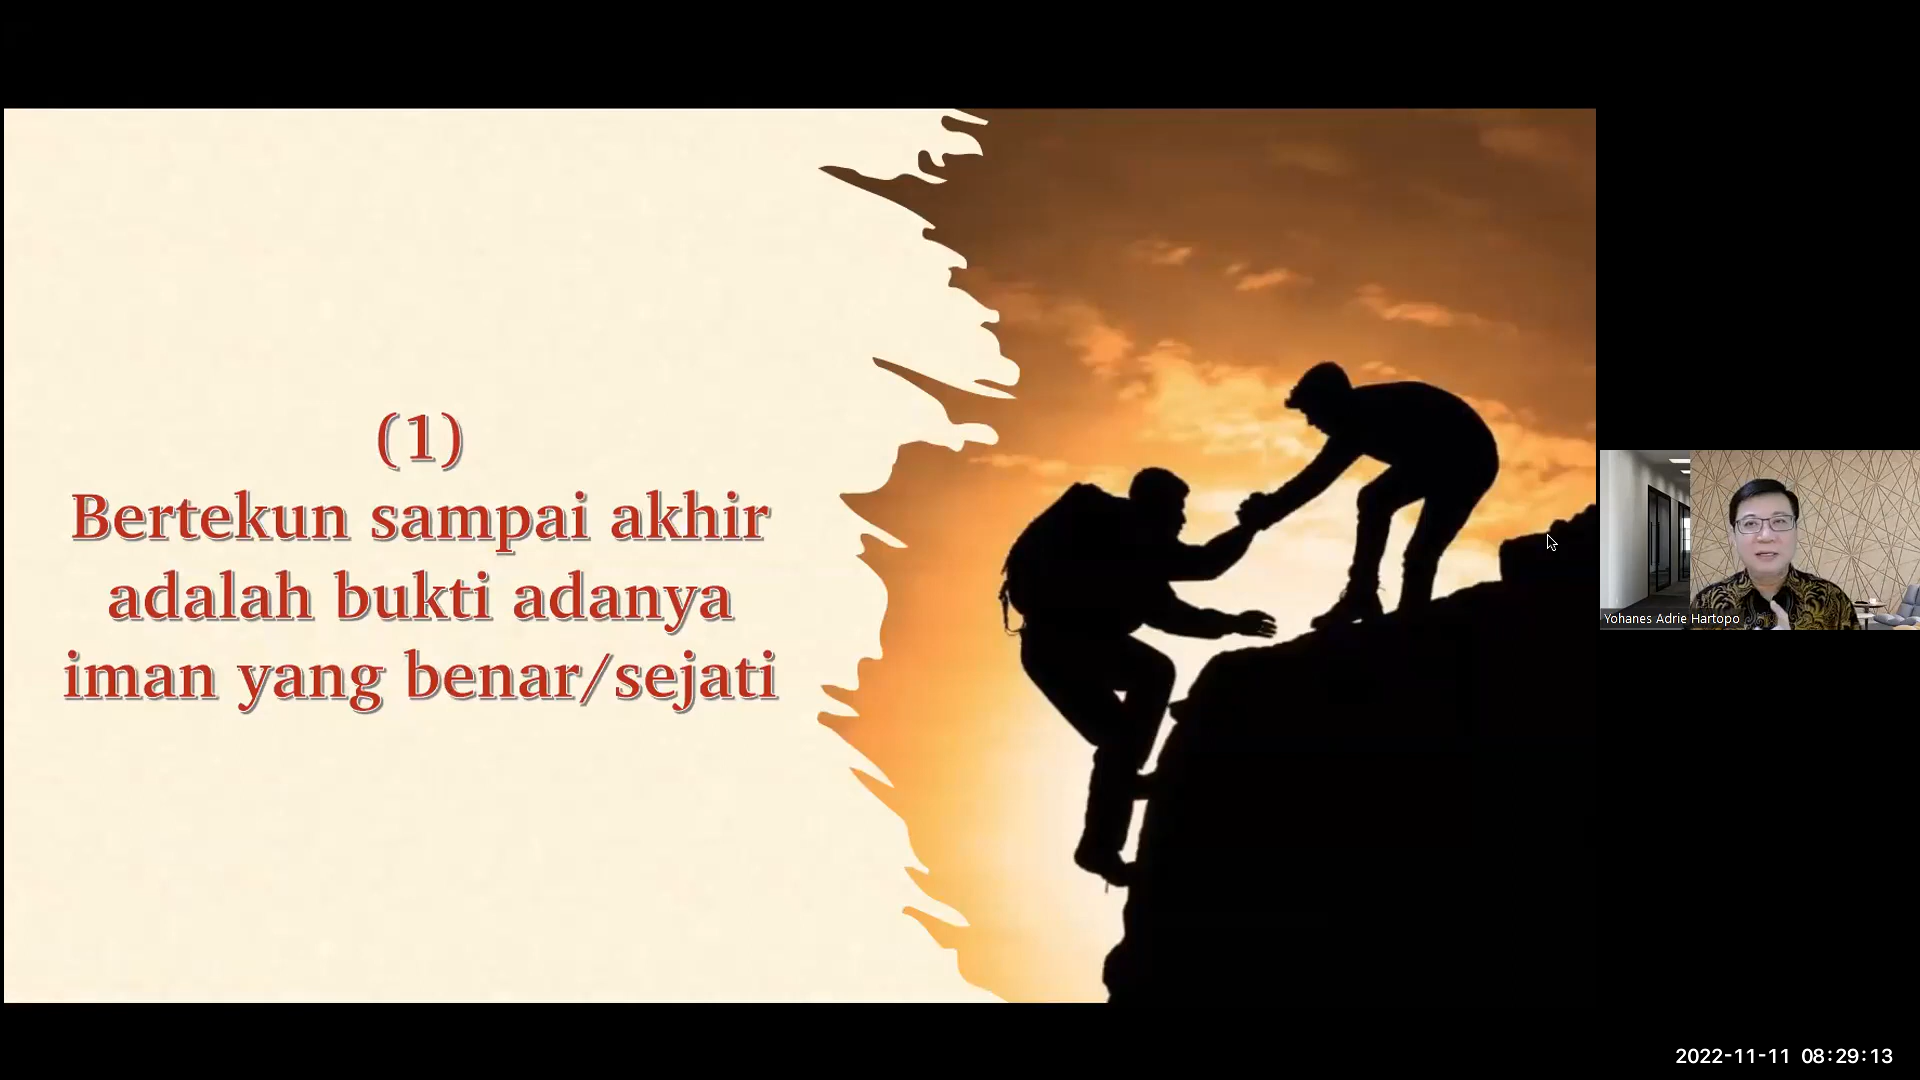 (1)
Bertekun sampai akhir
adalah bukti adanya
iman yang benar/sejati
Yohanes Adrie Hartopo
2022-11-11 08:29:13